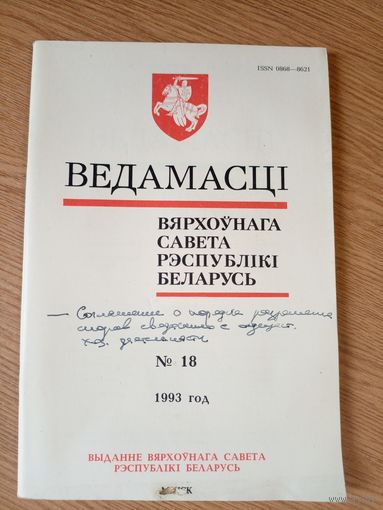 ISSN 0868—8621
ВЕДАМАСЦІ
ВЯРХОЎНАГА
САВЕТА
РЭСПУБЛІКІ
БЕЛАРУСЬ
— Соглашение о порядке разрешения
споров связанных с
хоз. деятельности
№ 18
1993 год
ВЫДАННЕ ВЯРХОЎНАГА САВЕТА
РЭСПУБЛІКІ БЕЛАРУСЬ